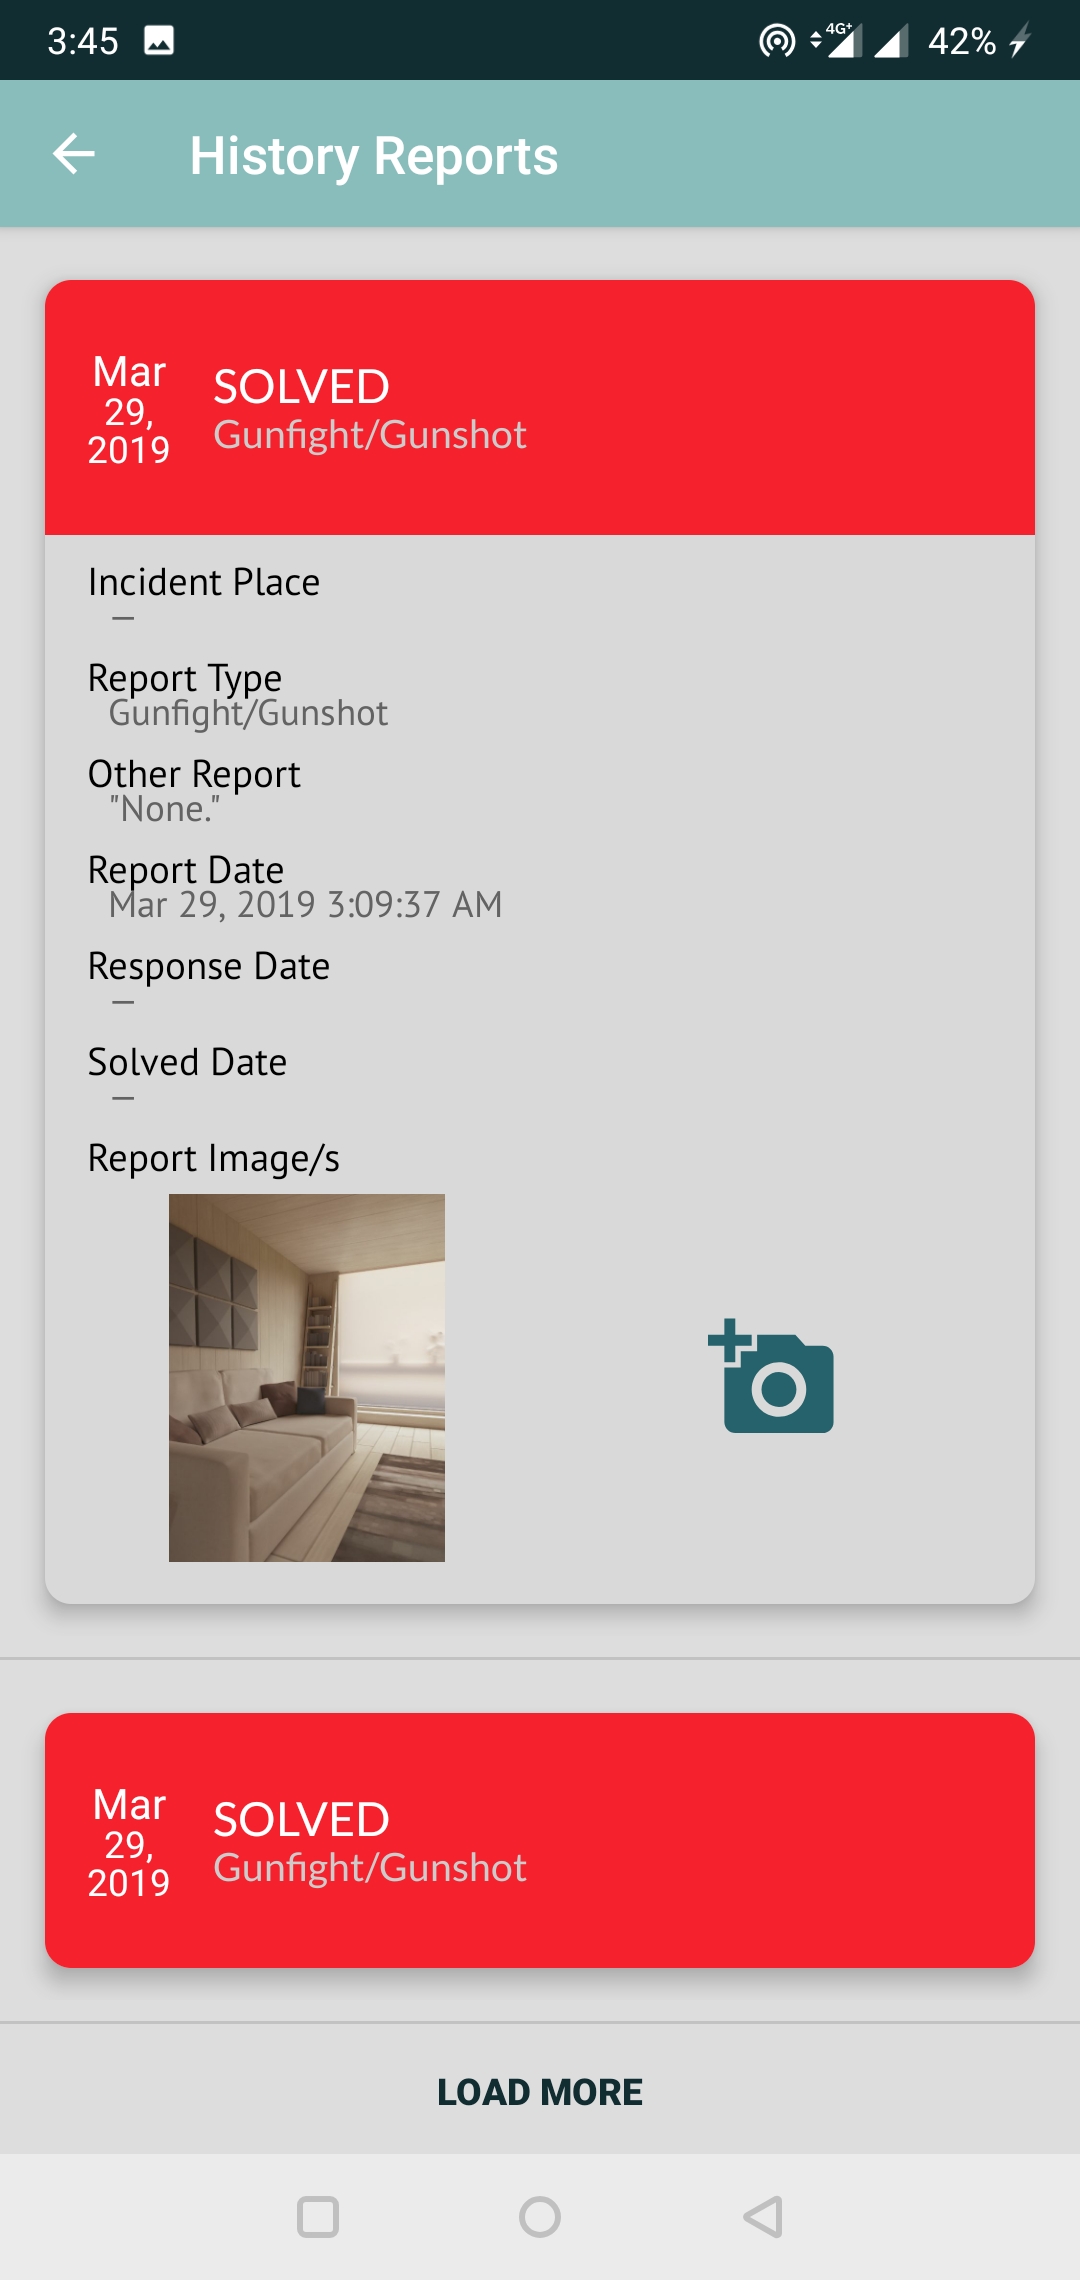 3:45
4G+
42%
History Reports
Mar
29,
2019
SOLVED
Gunfight/Gunshot
Incident Place
—
Report Type
Gunfight/Gunshot
Other Report
"None."
Report Date
Mar 29, 2019 3:09:37 AM
Response Date
—
Solved Date
—
Report Image/s
Mar
29,
2019
SOLVED
Gunfight/Gunshot
LOAD MORE